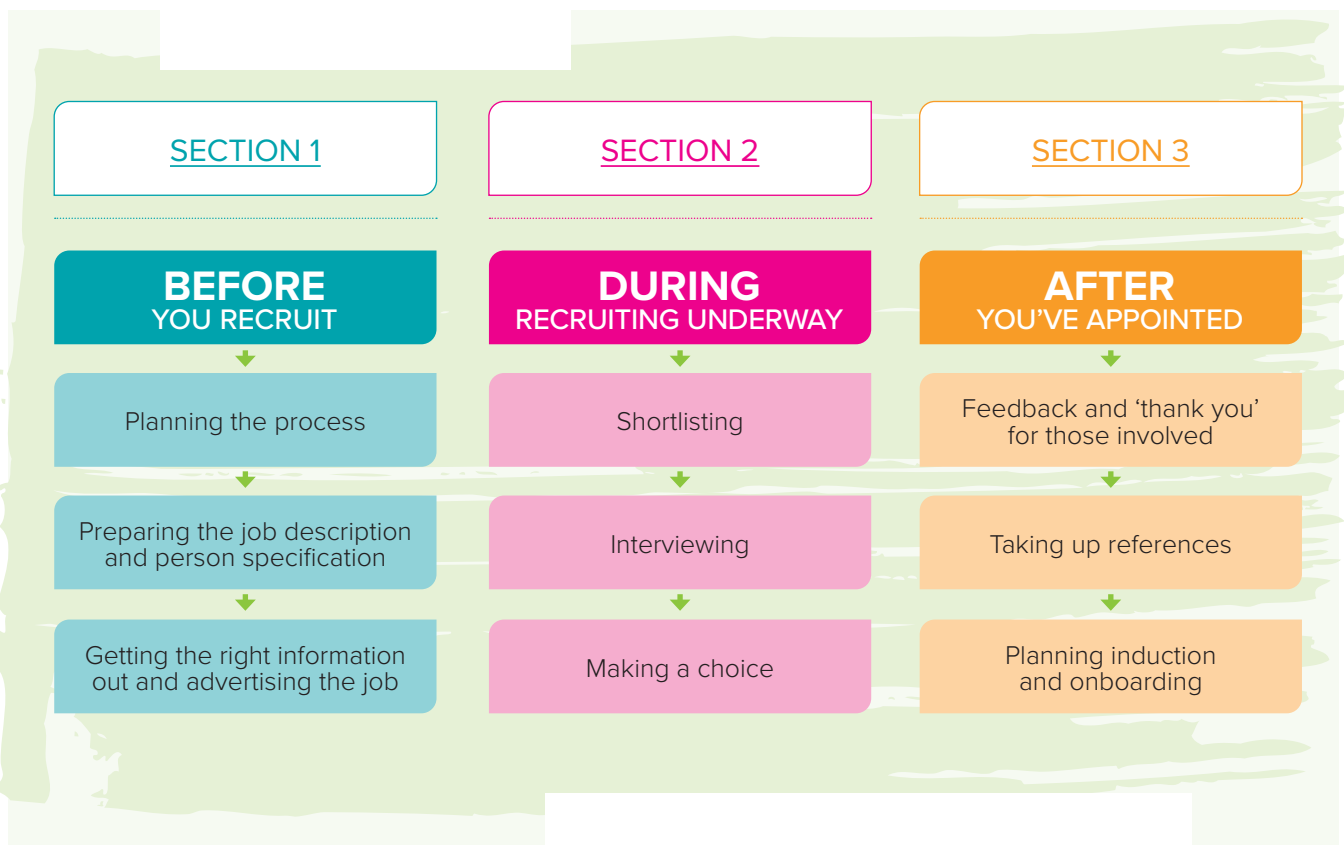 SECTION 1
BEFORE
YOU RECRUIT
Planning the process
Preparing the job description
and person specification
Getting the right information
out and advertising the job
SECTION 2
DURING
RECRUITING UNDERWAY
Shortlisting
Interviewing
Making a choice
SECTION 3
AFTER
YOU’VE APPOINTED
Feedback and ‘thank you’
for those involved
Taking up references
Planning induction
and onboarding